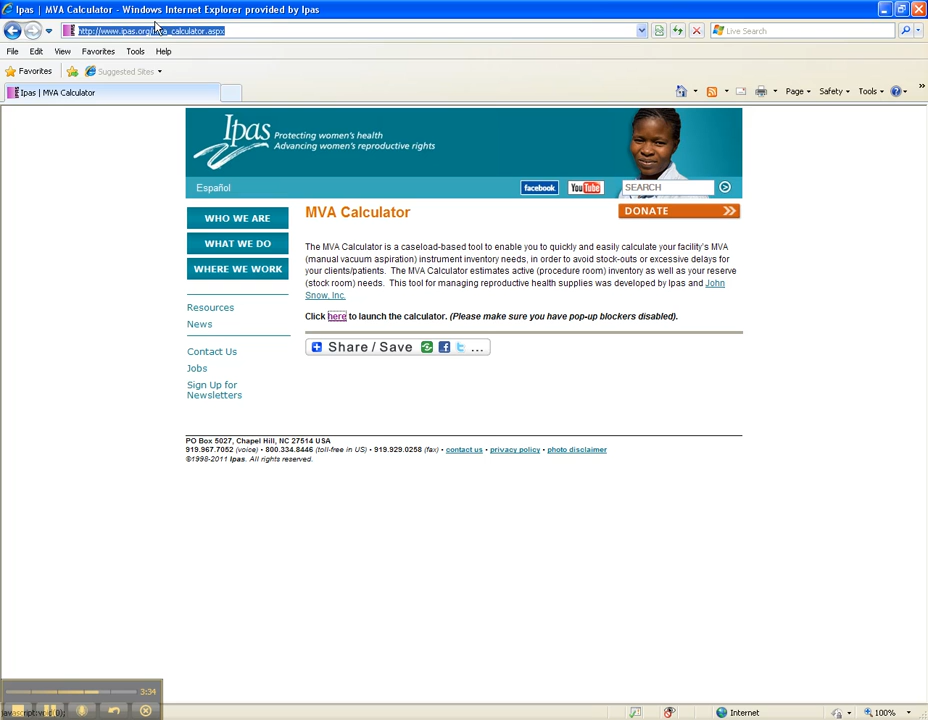 Ipas | MVA Calculator - Windows Internet Explorer provided by Ipas
http://www.ipas.org/mva_calculator.aspx
Live Search
File Edit View Favorites Tools Help
Favorites Suggested Sites
Ipas | MVA Calculator
Page Safety Tools
Ipas
Protecting women's health
Advancing women's reproductive rights
Español
facebook
YouTube
SEARCH
WHO WE ARE
WHAT WE DO
WHERE WE WORK
Resources
News
Contact Us
Jobs
Sign Up for
Newsletters
MVA Calculator
DONATE
The MVA Calculator is a caseload-based tool to enable you to quickly and easily calculate your facility's MVA
(manual vacuum aspiration) instrument inventory needs, in order to avoid stock-outs or excessive delays for
your clients/patients. The MVA Calculator estimates active (procedure room) inventory as well as your reserve
(stock room) needs. This tool for managing reproductive health supplies was developed by Ipas and John
Snow, Inc.
Click here to launch the calculator. (Please make sure you have pop-up blockers disabled).
Share / Save ...
PO Box 5027, Chapel Hill, NC 27514 USA
919.967.7052 (voice) • 800.334.8446 (toll-free in US) • 919.929.0258 (fax) • contact us • privacy policy • photo disclaimer
©1998-2011 Ipas. All rights reserved.
3:34
javascript:void(0);
Internet
100%